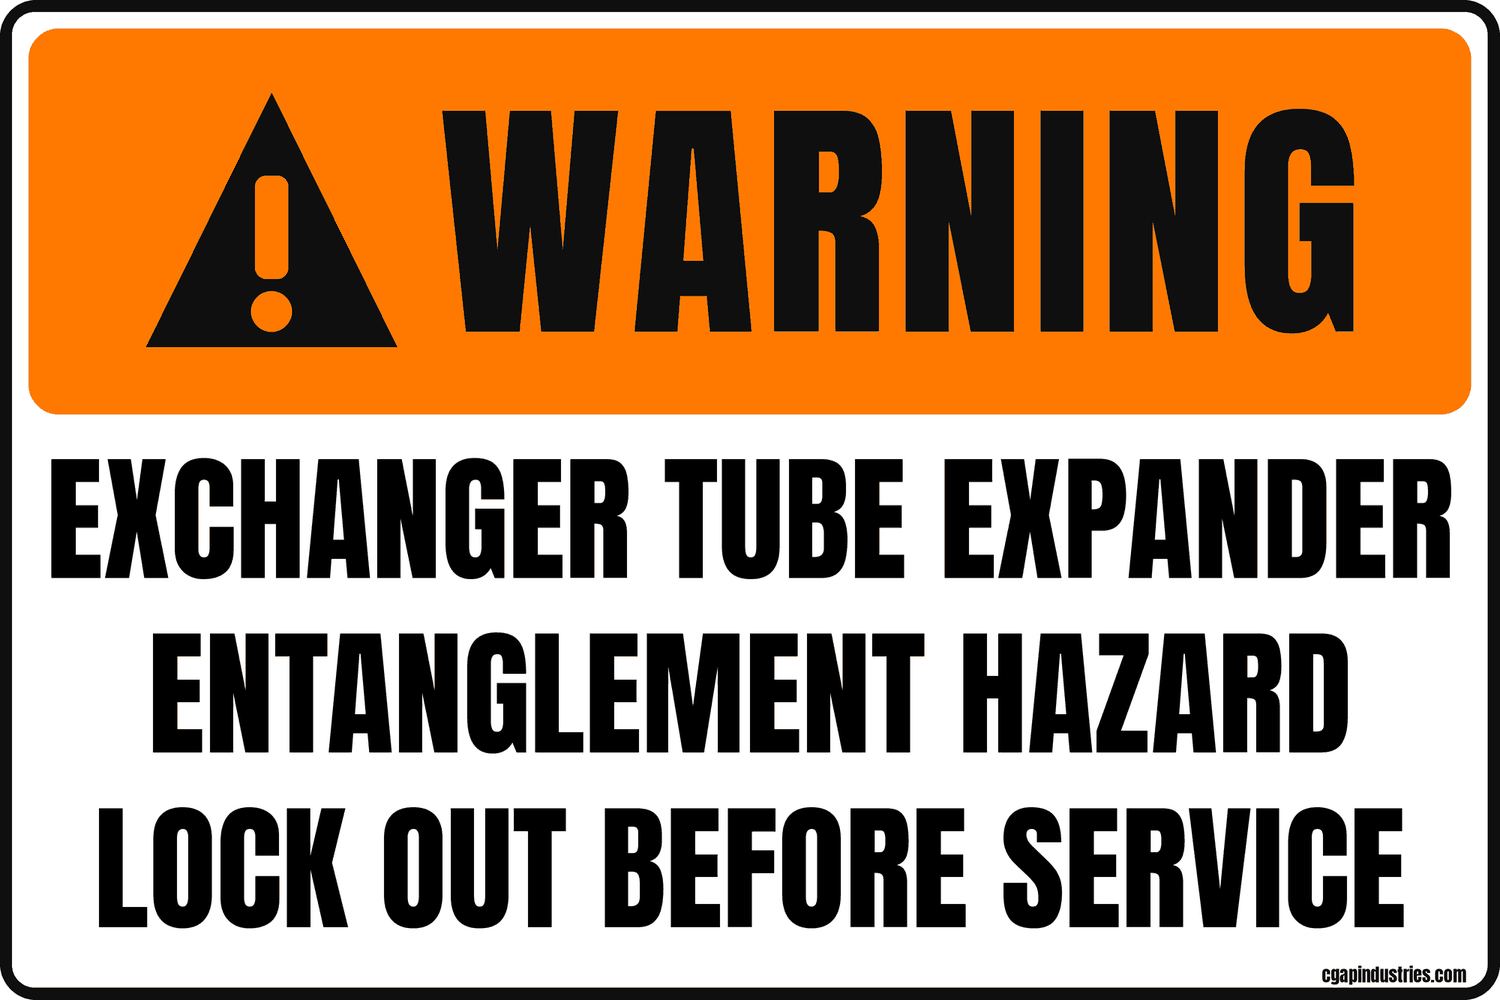 WARNING
EXCHANGER TUBE EXPANDER
ENTANGLEMENT HAZARD
LOCK OUT BEFORE SERVICE
cgapindustries.com